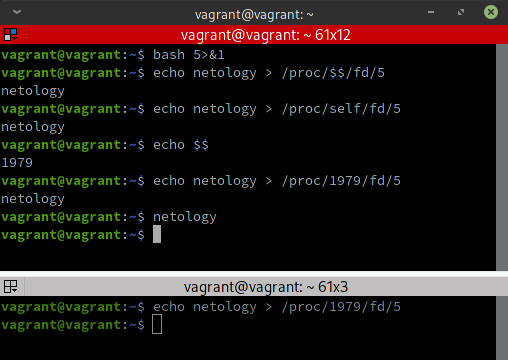 vagrant@vagrant: ~
vagrant@vagrant: ~ 61x12
vagrant@vagrant:~$ bash 5>&1
vagrant@vagrant:~$ echo netology > /proc/$$/fd/5
netology
vagrant@vagrant:~$ echo netology > /proc/self/fd/5
netology
vagrant@vagrant:~$ echo $$
1979
vagrant@vagrant:~$ echo netology > /proc/1979/fd/5
netology
vagrant@vagrant:~$ netology
vagrant@vagrant:~$
vagrant@vagrant: ~ 61x3
vagrant@vagrant:~$ echo netology > /proc/1979/fd/5
vagrant@vagrant:~$